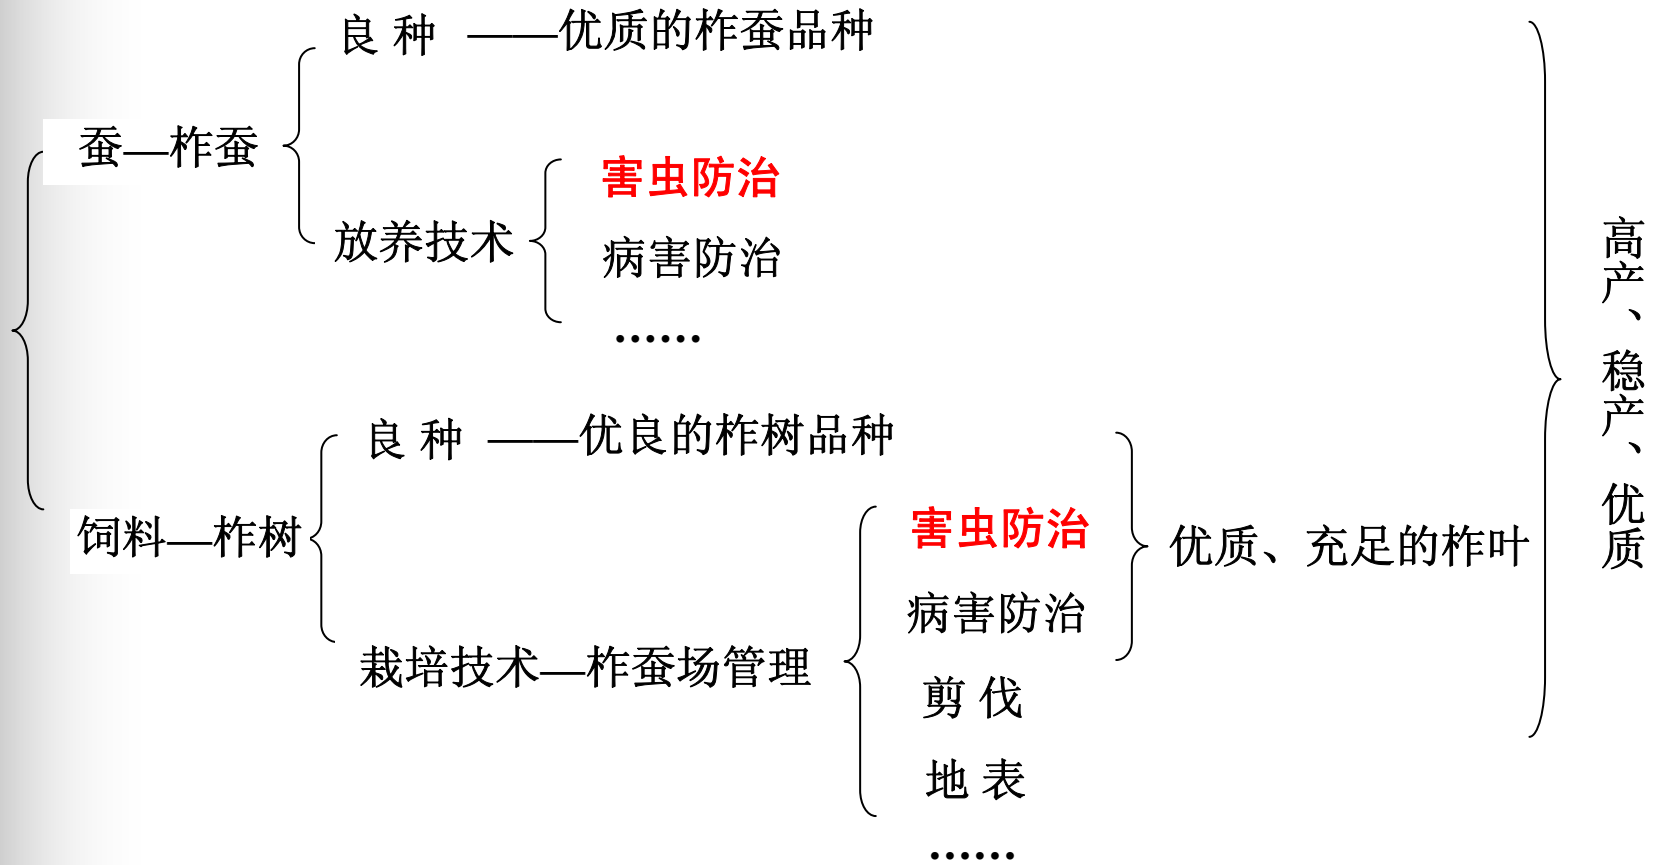 良 种 ——优质的柞蚕品种
蚕—柞蚕
放养技术
害虫防治
病害防治
......
良 种 ——优良的柞树品种
饲料—柞树
栽培技术—柞蚕场管理
害虫防治
病害防治
剪 伐
地 表
......
优质、充足的柞叶
高产、稳产、优质